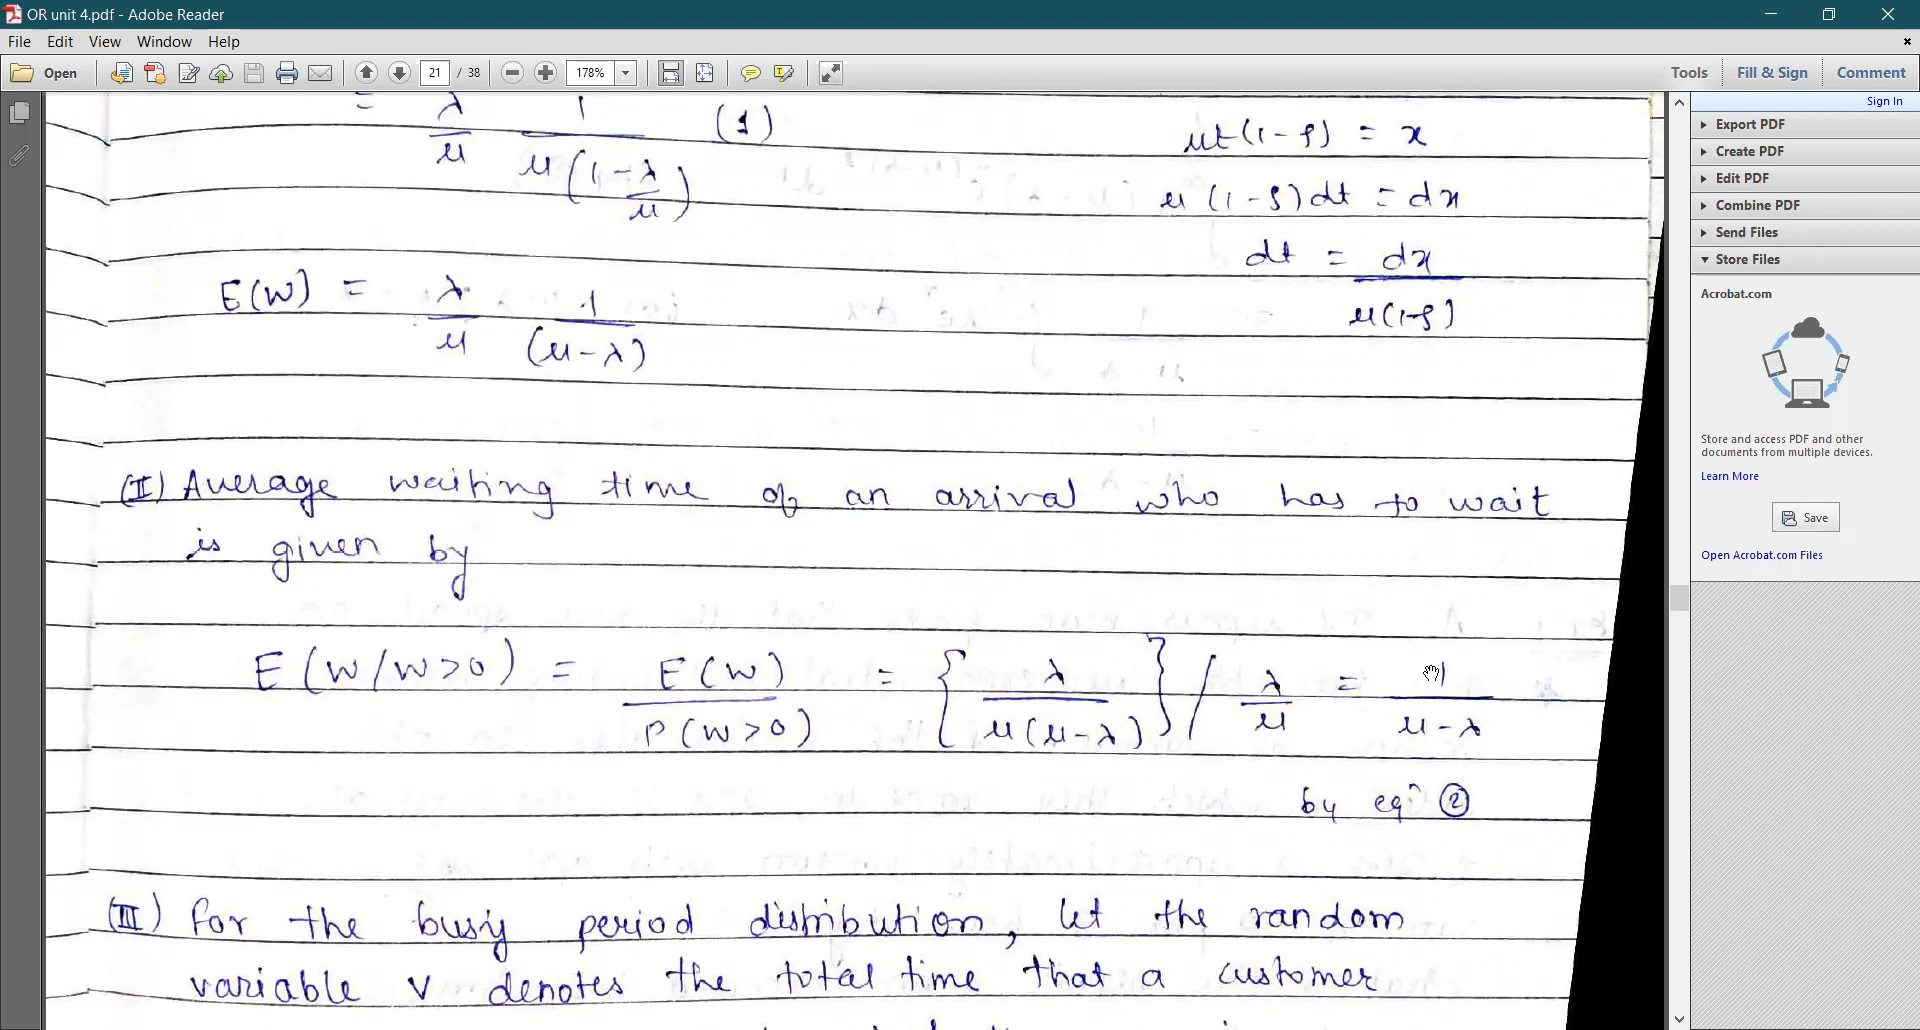 OR unit 4.pdf - Adobe Reader
File Edit View Window Help
Open 21 / 38 178% Tools Fill & Sign Comment
Sign In
Export PDF
Create PDF
Edit PDF
Combine PDF
Send Files
Store Files
Acrobat.com
Store and access PDF and other
documents from multiple devices.
Learn More
Save
Open Acrobat.com Files
= λ/μ 1/(μ(1-λ/μ)) (1)
μt(1-ρ) = x
μ(1-ρ)dt = dx
dt = dx/(μ(1-ρ))
E(W) = λ/μ 1/(μ-λ)
(II) Average waiting time of an arrival who has to wait
is given by
E(W/W>0) = E(W)/P(W>0) = {λ/(μ(μ-λ))} / λ/μ = 1/(μ-λ)
by eqⁿ ②
(III) For the busy period distribution, let the random
variable v denotes the total time that a customer